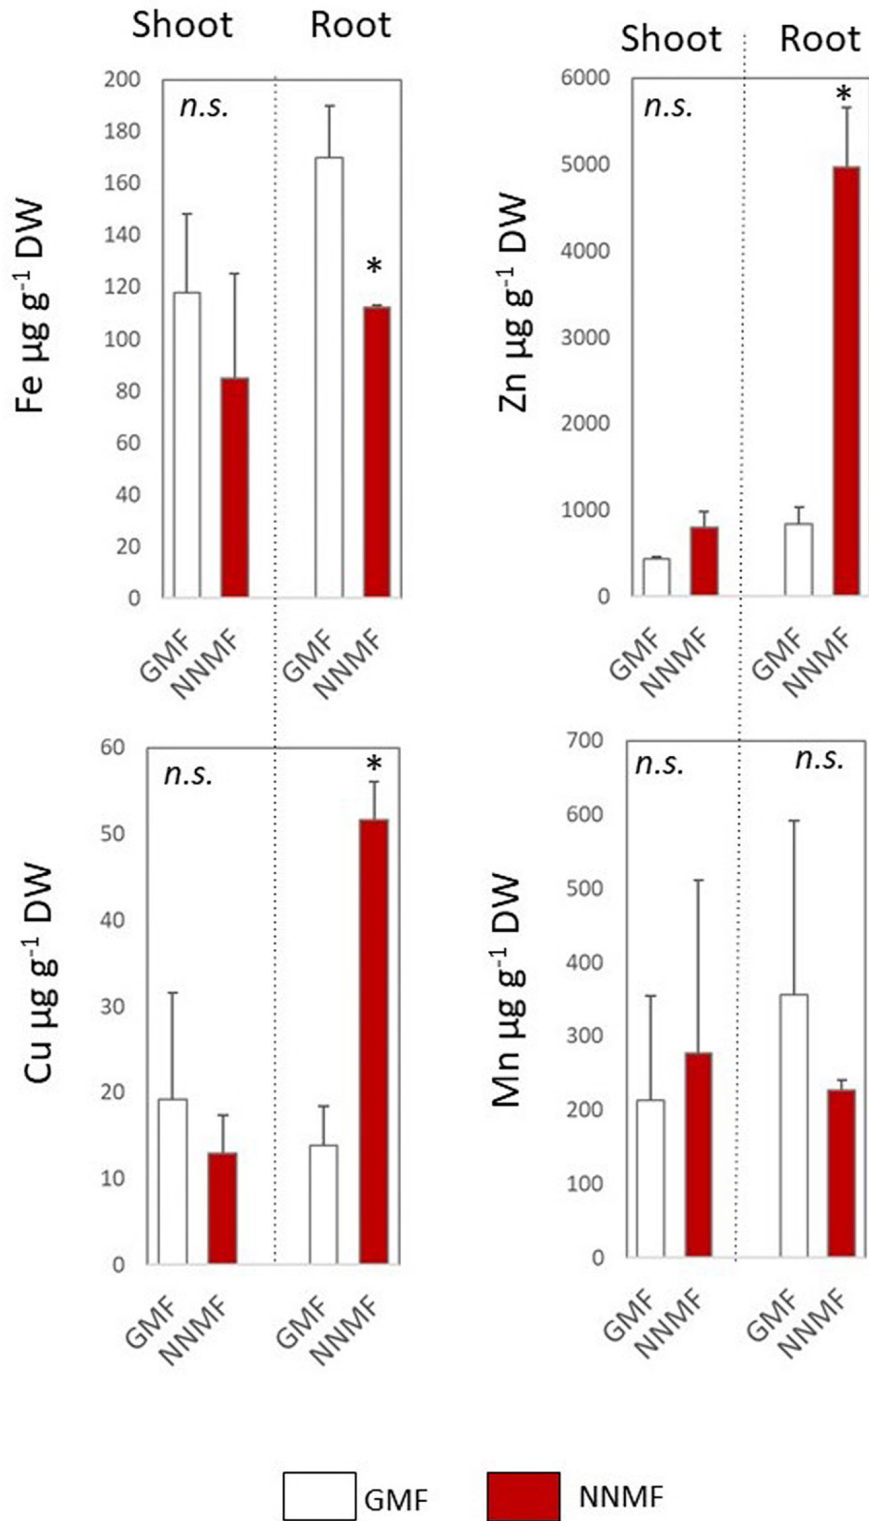 Shoot Root
Fe µg g-1 DW
200
180
160
140
120
100
80
60
40
20
0
n.s.
*
GMF
NNMF
GMF
NNMF
Shoot Root
Zn µg g-1 DW
6000
5000
4000
3000
2000
1000
0
n.s.
*
GMF
NNMF
GMF
NNMF
Cu µg g-1 DW
60
50
40
30
20
10
0
n.s.
*
GMF
NNMF
GMF
NNMF
Mn µg g-1 DW
700
600
500
400
300
200
100
0
n.s.
n.s.
GMF
NNMF
GMF
NNMF
GMF NNMF